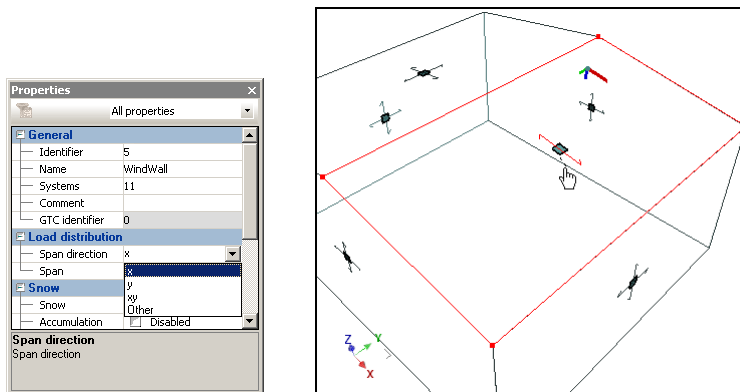 Properties
All properties
General
Identifier 5
Name WindWall
Systems 11
Comment
GTC identifier 0
Load distribution
Span direction x
Span x
y
Snow xy
Snow Other
Accumulation Disabled
Span direction
Span direction
Z Y
X